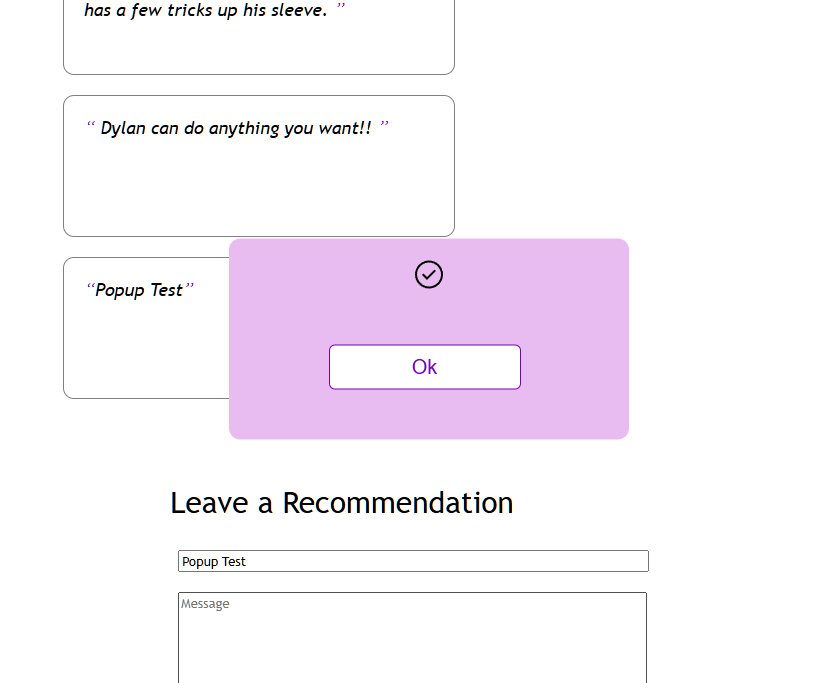 has a few tricks up his sleeve. ”
“ Dylan can do anything you want!! ”
“Popup Test”
Ok
Leave a Recommendation
Popup Test
Message